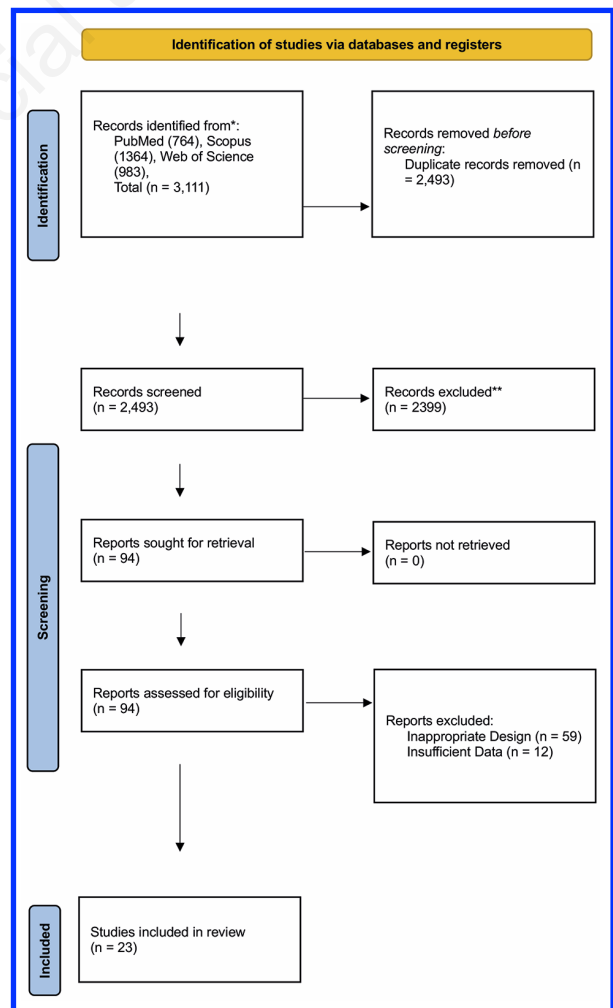 Identification of studies via databases and registers
Identification
Records identified from*:
PubMed (764), Scopus
(1364), Web of Science
(983),
Total (n = 3,111)
Records removed before
screening:
Duplicate records removed (n
= 2,493)
Records screened
(n = 2,493)
Records excluded**
(n = 2399)
Screening
Reports sought for retrieval
(n = 94)
Reports not retrieved
(n = 0)
Reports assessed for eligibility
(n = 94)
Reports excluded:
Inappropriate Design (n = 59)
Insufficient Data (n = 12)
Included
Studies included in review
(n = 23)